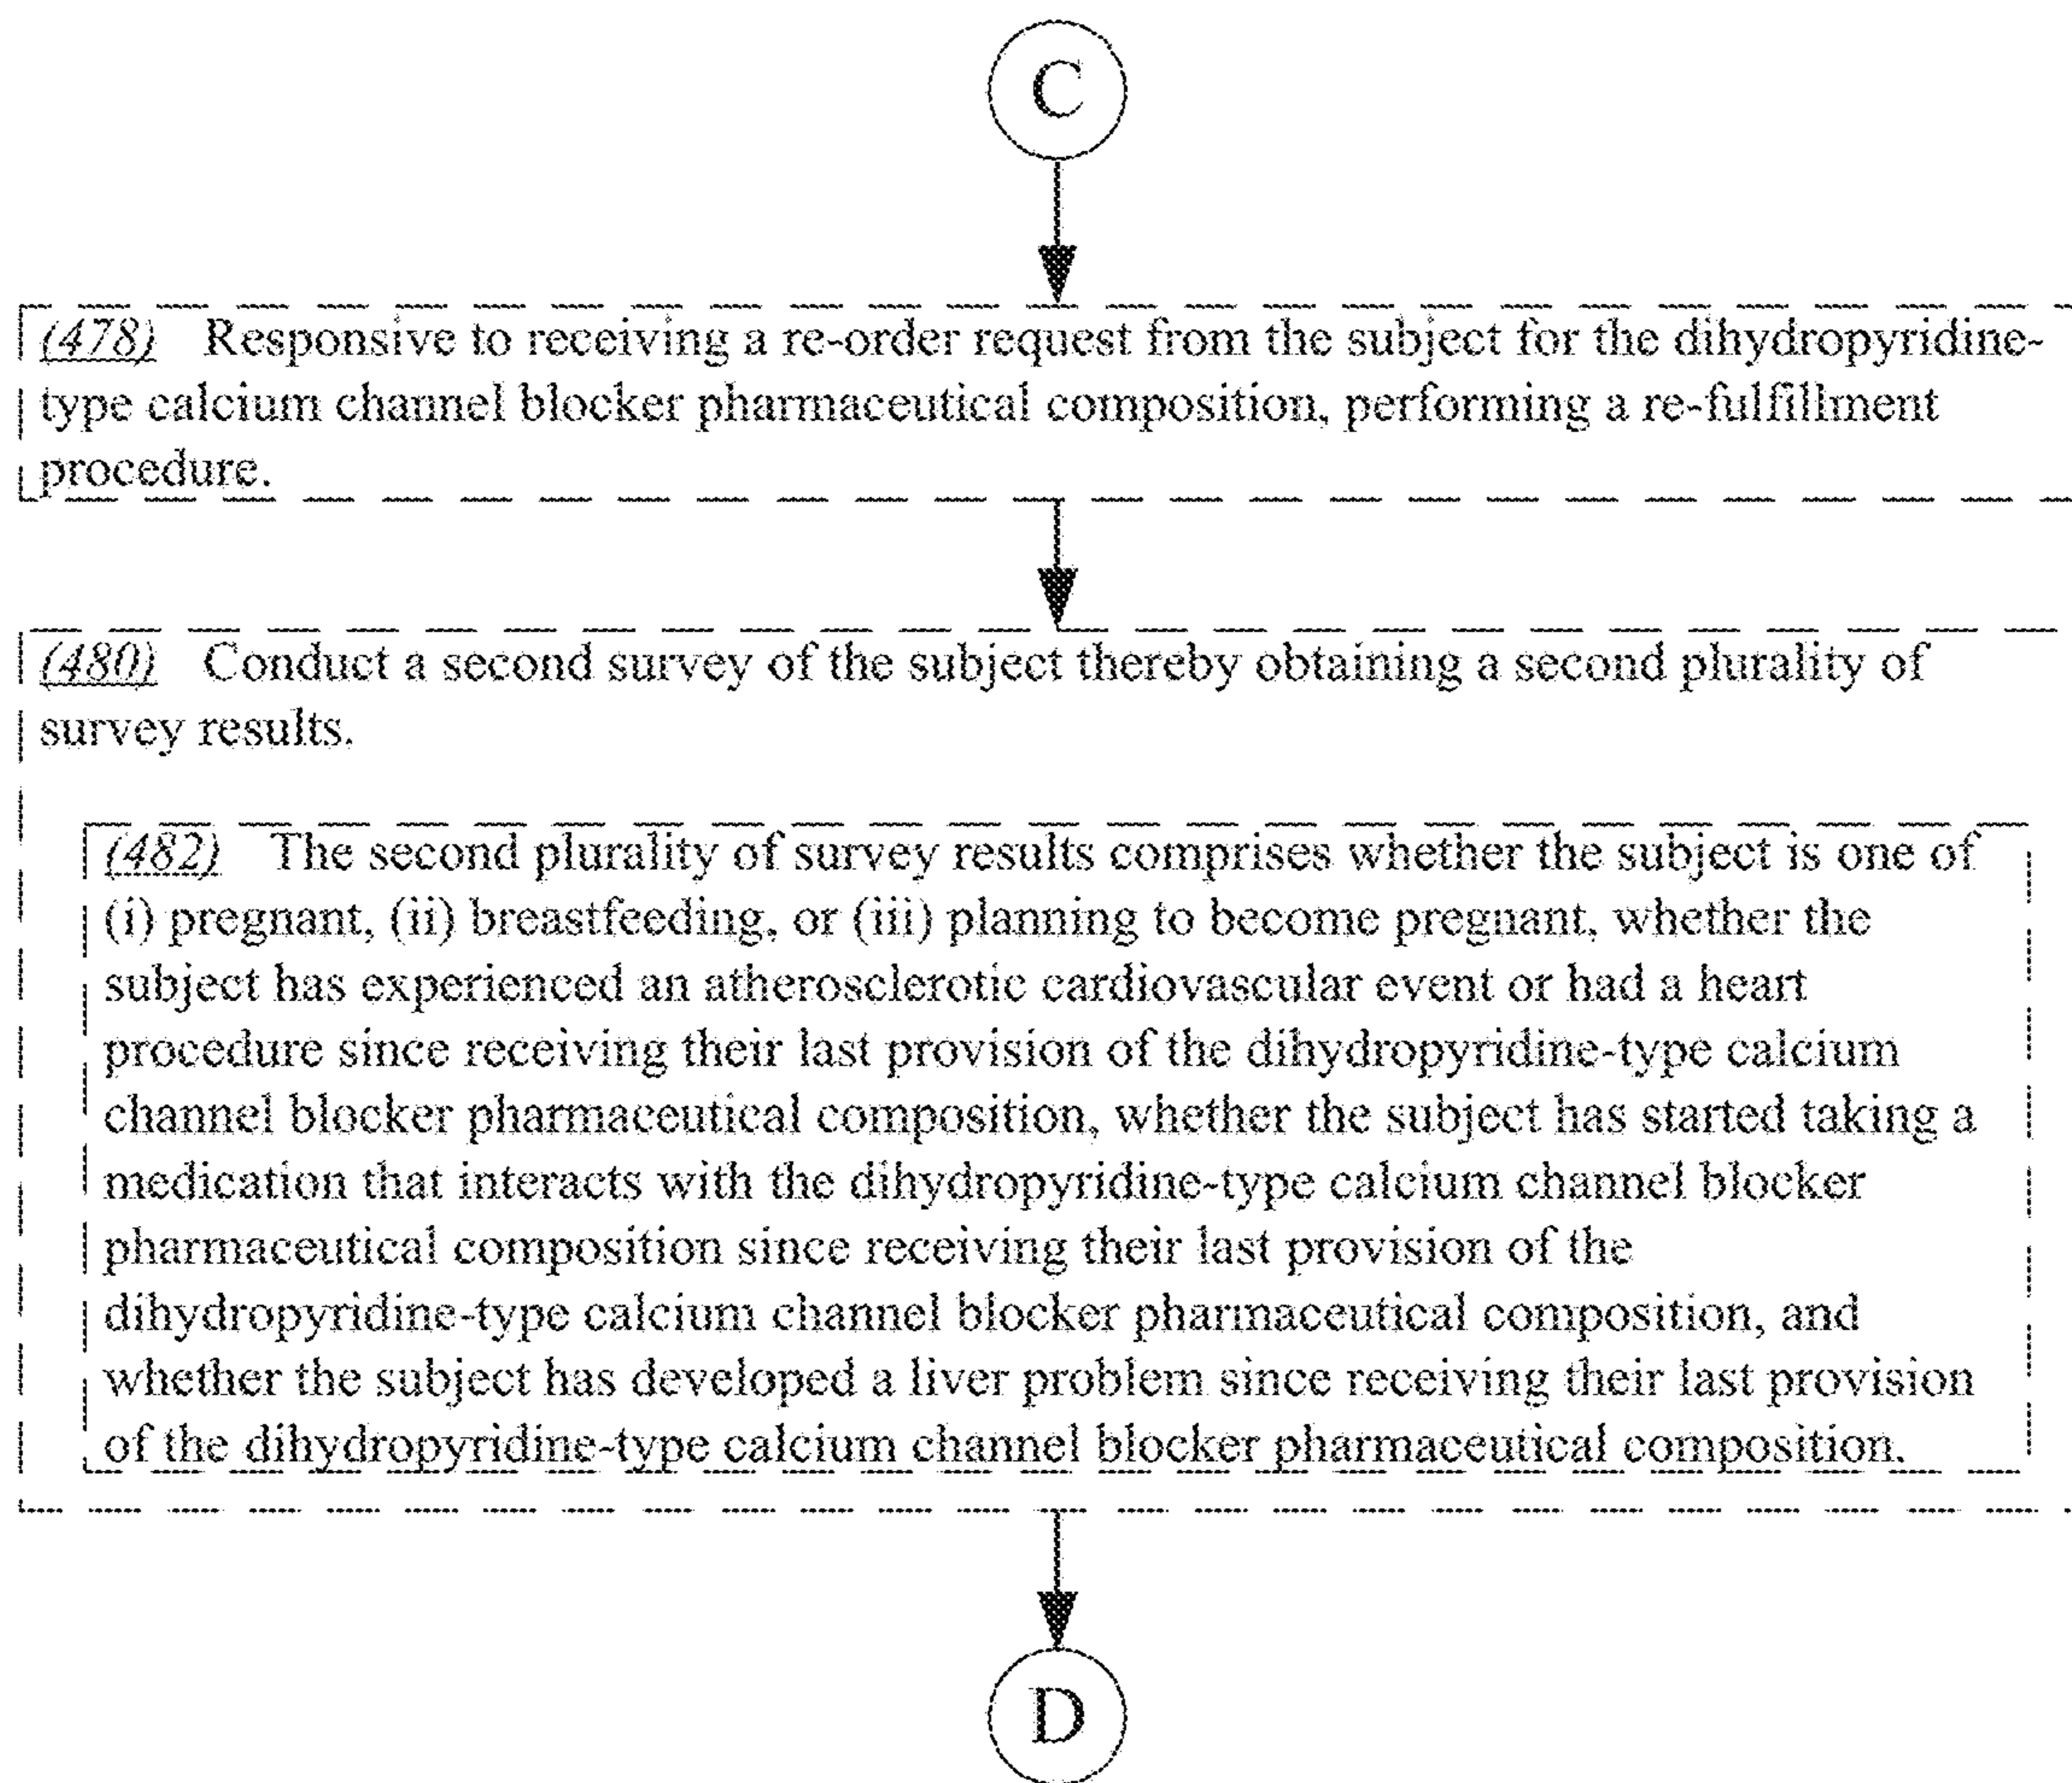 C
(478) Responsive to receiving a re-order request from the subject for the dihydropyridine-
type calcium channel blocker pharmaceutical composition, performing a re-fulfillment
procedure.
(480) Conduct a second survey of the subject thereby obtaining a second plurality of
survey results.
(482) The second plurality of survey results comprises whether the subject is one of
(i) pregnant, (ii) breastfeeding, or (iii) planning to become pregnant, whether the
subject has experienced an atherosclerotic cardiovascular event or had a heart
procedure since receiving their last provision of the dihydropyridine-type calcium
channel blocker pharmaceutical composition, whether the subject has started taking a
medication that interacts with the dihydropyridine-type calcium channel blocker
pharmaceutical composition since receiving their last provision of the
dihydropyridine-type calcium channel blocker pharmaceutical composition, and
whether the subject has developed a liver problem since receiving their last provision
of the dihydropyridine-type calcium channel blocker pharmaceutical composition.
D